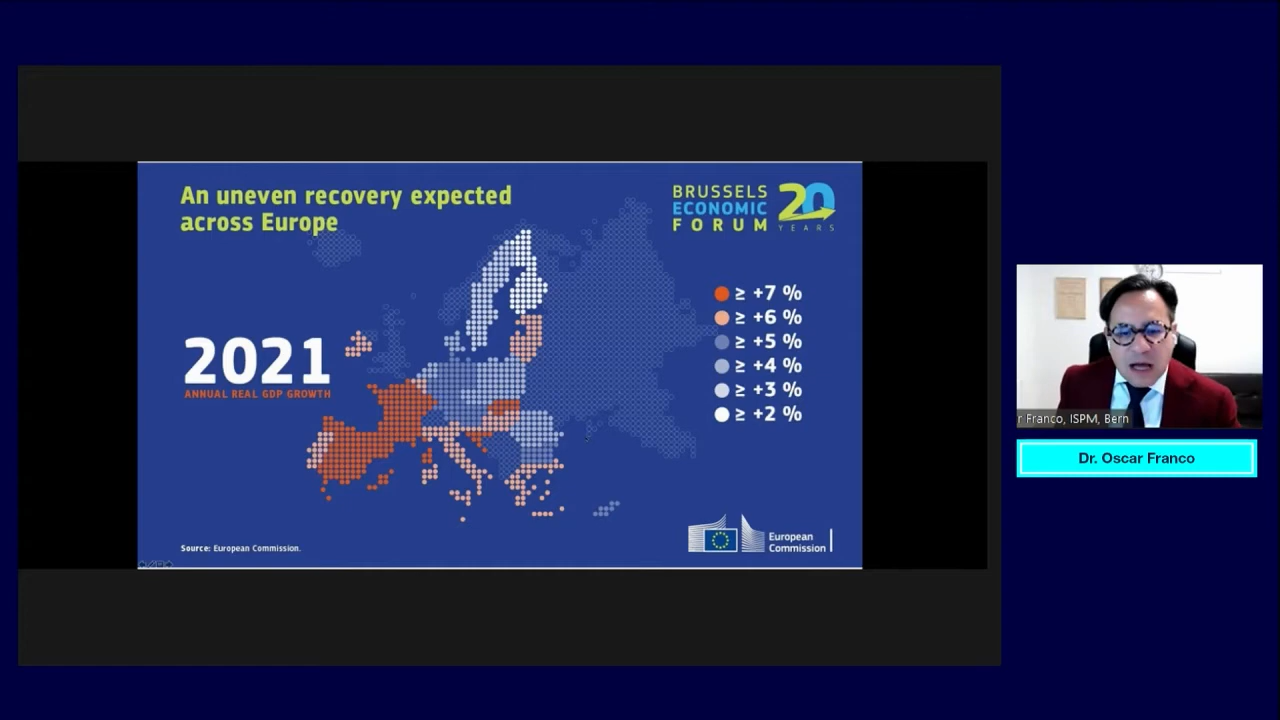 An uneven recovery expected
across Europe
BRUSSELS
ECONOMIC
FORUM
20
YEARS
2021
ANNUAL REAL GDP GROWTH
≥ +7 %
≥ +6 %
≥ +5 %
≥ +4 %
≥ +3 %
≥ +2 %
Source: European Commission.
European
Commission
r Franco, ISPM, Bern
Dr. Oscar Franco